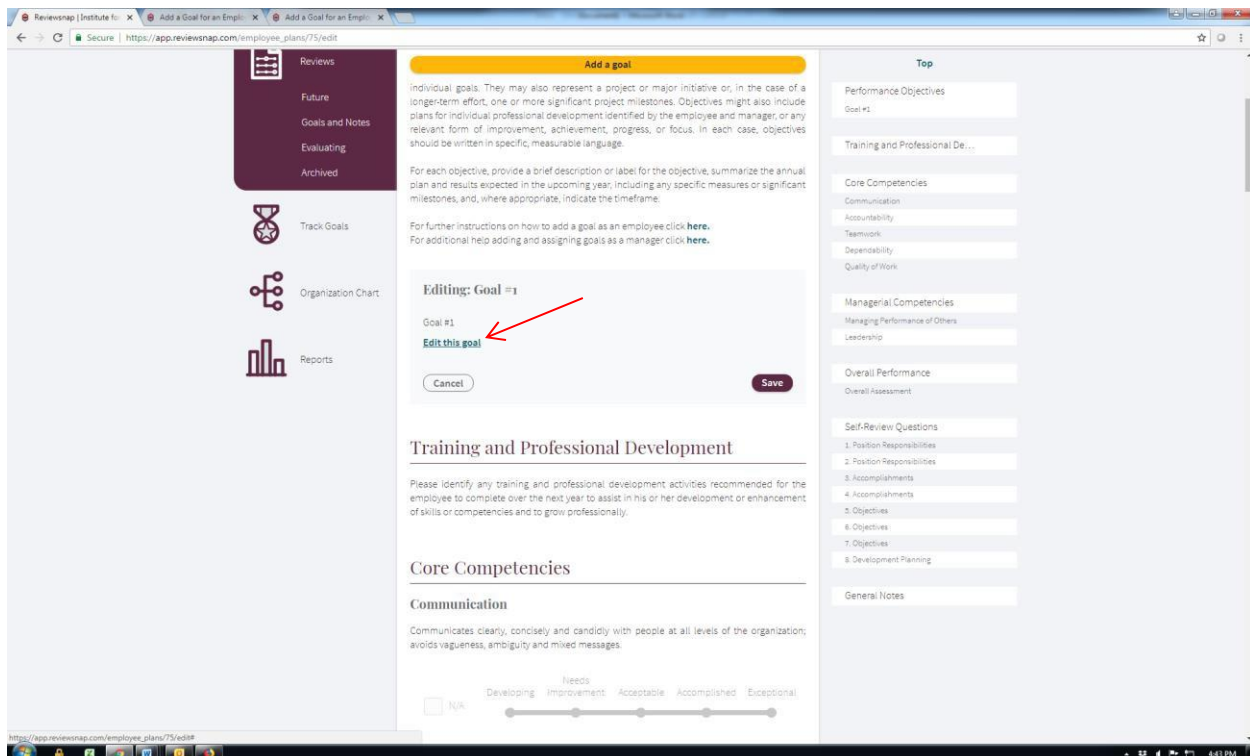 Reviewsnap | Institute fo
Add a Goal for an Emplo
Add a Goal for an Emplo
Secure | https://app.reviewsnap.com/employee_plans/75/edit
Reviews
Future
Goals and Notes
Evaluating
Archived
Track Goals
Organization Chart
Reports
Add a goal
individual goals. They may also represent a project or major initiative or, in the case of a
longer-term effort, one or more significant project milestones. Objectives might also include
plans for individual professional development identified by the employee and manager, or any
relevant form of improvement, achievement, progress, or focus. In each case, objectives
should be written in specific, measurable language.
For each objective, provide a brief description or label for the objective, summarize the annual
plan and results expected in the upcoming year, including any specific measures or significant
milestones, and, where appropriate, indicate the timeframe.
For further instructions on how to add a goal as an employee click here.
For additional help adding and assigning goals as a manager click here.
Editing: Goal #1
Goal #1
Edit this goal
Cancel
Save
Training and Professional Development
Please identify any training and professional development activities recommended for the
employee to complete over the next year to assist in his or her development or enhancement
of skills or competencies and to grow professionally.
Core Competencies
Communication
Communicates clearly, concisely and candidly with people at all levels of the organization;
avoids vagueness, ambiguity and mixed messages.
N/A
Developing
Needs
Improvement
Acceptable
Accomplished
Exceptional
Top
Performance Objectives
Goal #1
Training and Professional De...
Core Competencies
Communication
Accountability
Teamwork
Dependability
Quality of Work
Managerial Competencies
Managing Performance of Others
Leadership
Overall Performance
Overall Assessment
Self-Review Questions
1. Position Responsibilities
2. Position Responsibilities
3. Accomplishments
4. Accomplishments
5. Objectives
6. Objectives
7. Objectives
8. Development Planning
General Notes
https://app.reviewsnap.com/employee_plans/75/edit#
4:43 PM